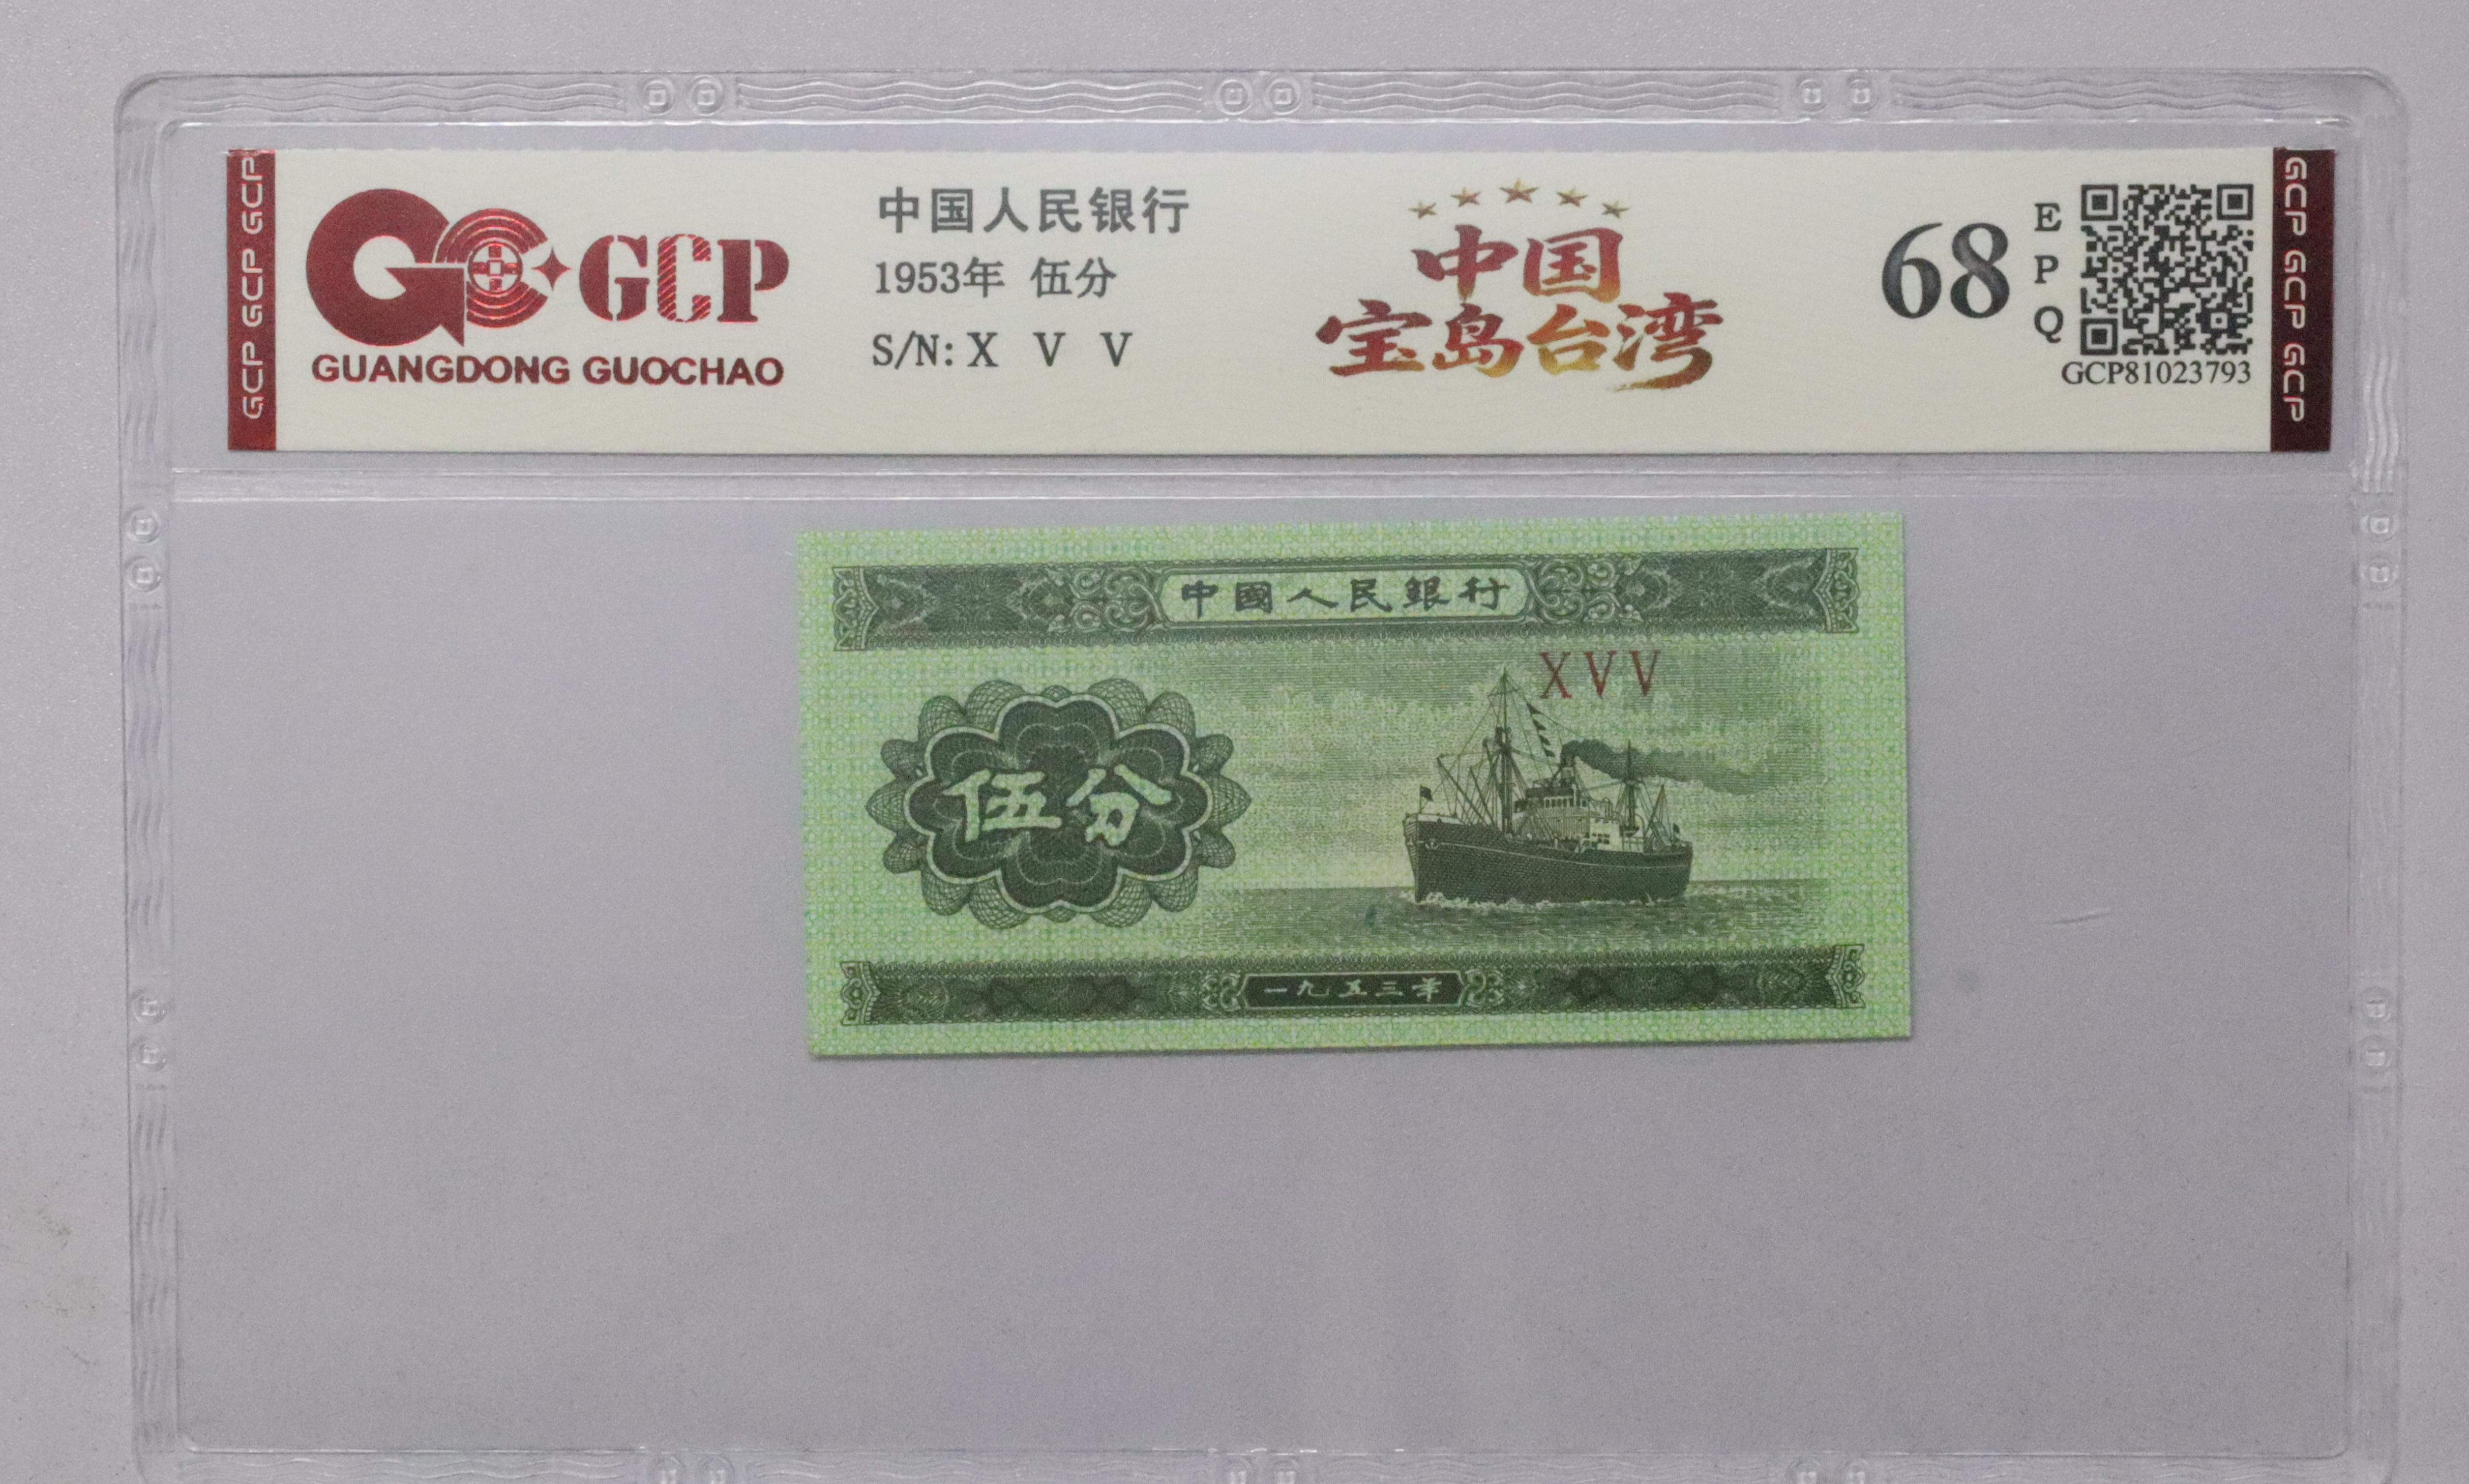 GCP GCP GCP
GCP
GUANGDONG GUOCHAO
中国人民银行
1953年 伍分
S/N: X V V
中国
宝岛台湾
68
E
P
Q
GCP81023793
GCP GCP GCP
中國人民銀行
XVV
伍分
一九五三年